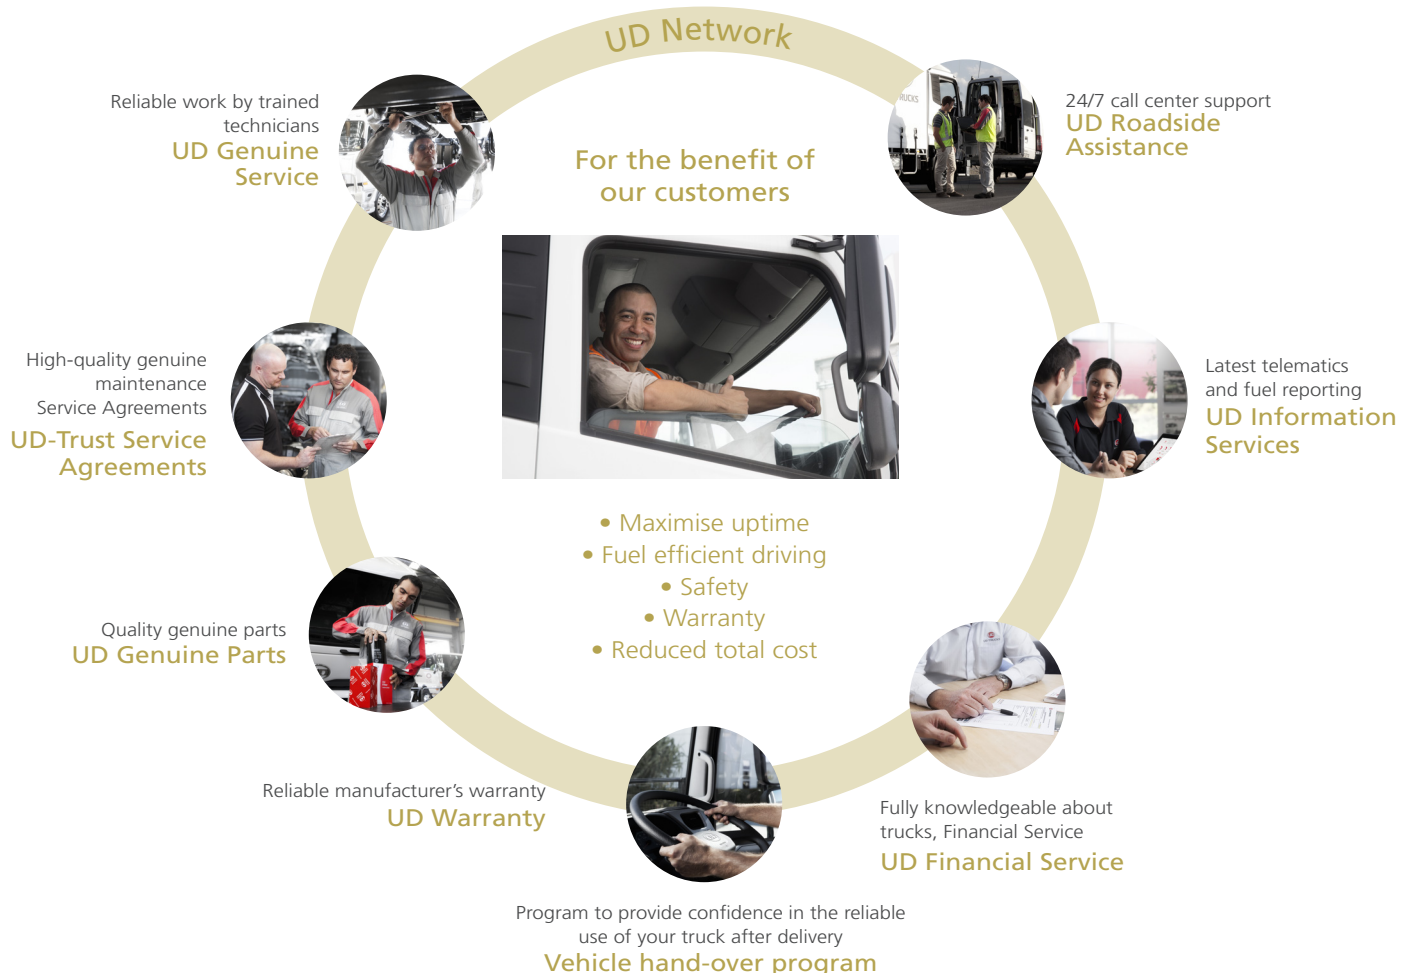 UD Network
Reliable work by trained
technicians
UD Genuine
Service
24/7 call center support
UD Roadside
Assistance
For the benefit of
our customers
High-quality genuine
maintenance
Service Agreements
UD-Trust Service
Agreements
Latest telematics
and fuel reporting
UD Information
Services
• Maximise uptime
• Fuel efficient driving
• Safety
• Warranty
• Reduced total cost
Quality genuine parts
UD Genuine Parts
Reliable manufacturer’s warranty
UD Warranty
Fully knowledgeable about
trucks, Financial Service
UD Financial Service
Program to provide confidence in the reliable
use of your truck after delivery
Vehicle hand-over program